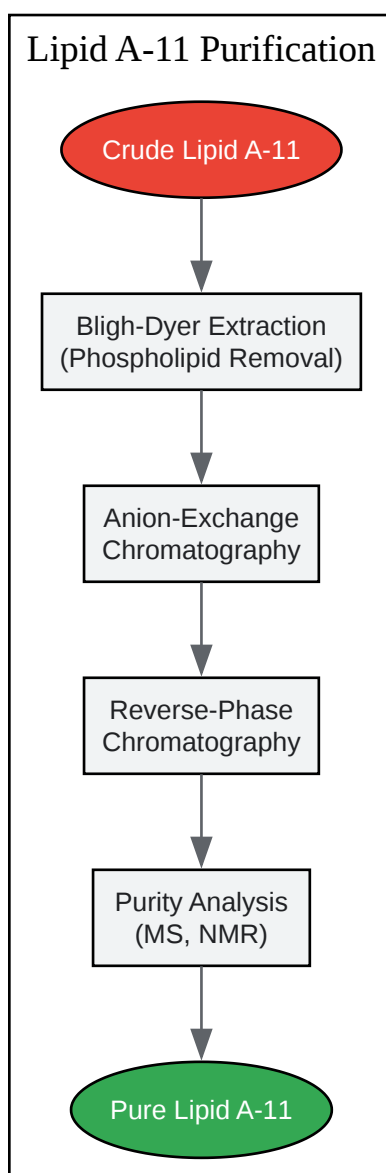 Lipid A-11 Purification
Crude Lipid A-11
Bligh-Dyer Extraction
(Phospholipid Removal)
Anion-Exchange
Chromatography
Reverse-Phase
Chromatography
Purity Analysis
(MS, NMR)
Pure Lipid A-11